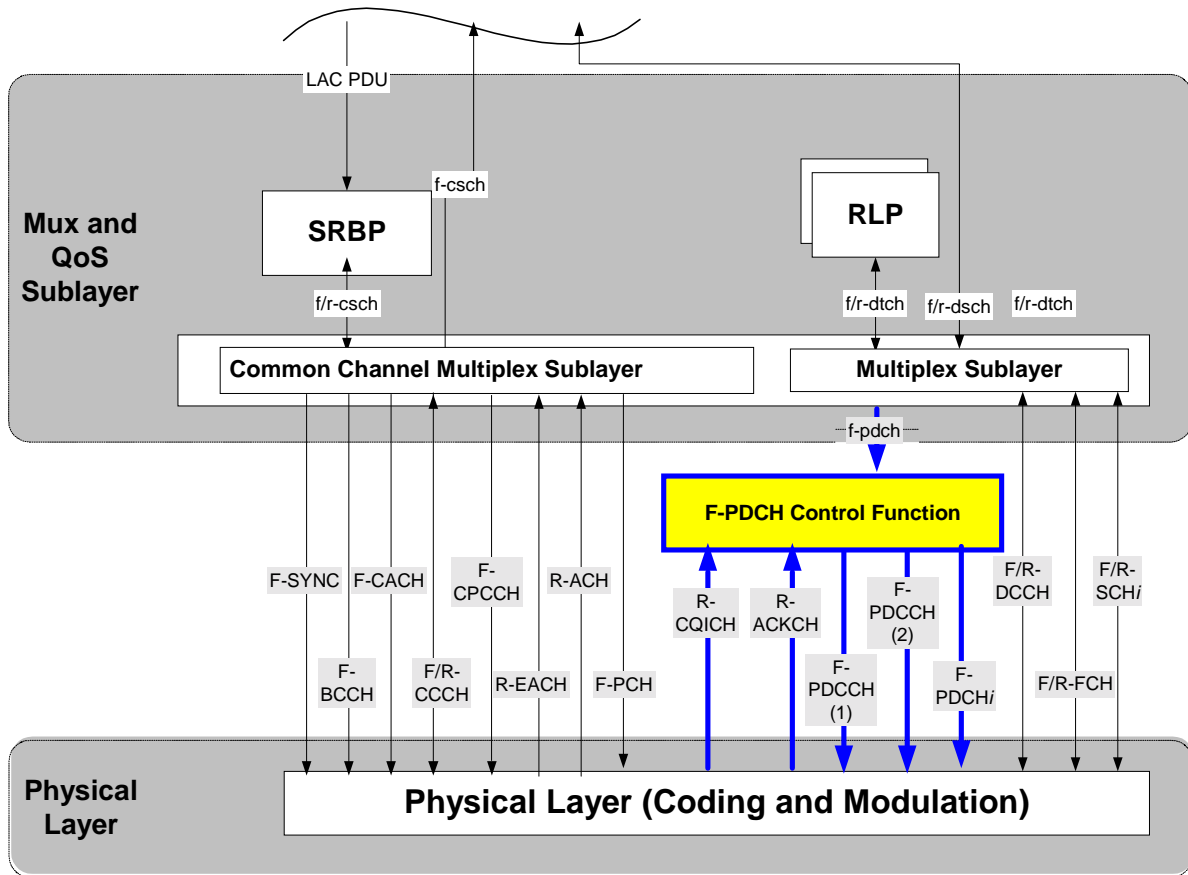 LAC PDU
f-csch
SRBP
RLP
Mux and
QoS
Sublayer
f/r-csch
f/r-dtch
f/r-dsch
f/r-dtch
Common Channel Multiplex Sublayer
Multiplex Sublayer
f-pdch
F-PDCH Control Function
F-SYNC
F-CACH
F-
CPCCH
R-ACH
R-
CQICH
R-
ACKCH
F-
PDCCH
(2)
F/R-
DCCH
F/R-
SCHi
F-
BCCH
F/R-
CCCH
R-EACH
F-PCH
F-
PDCCH
(1)
F-
PDCHi
F/R-FCH
Physical
Layer
Physical Layer (Coding and Modulation)